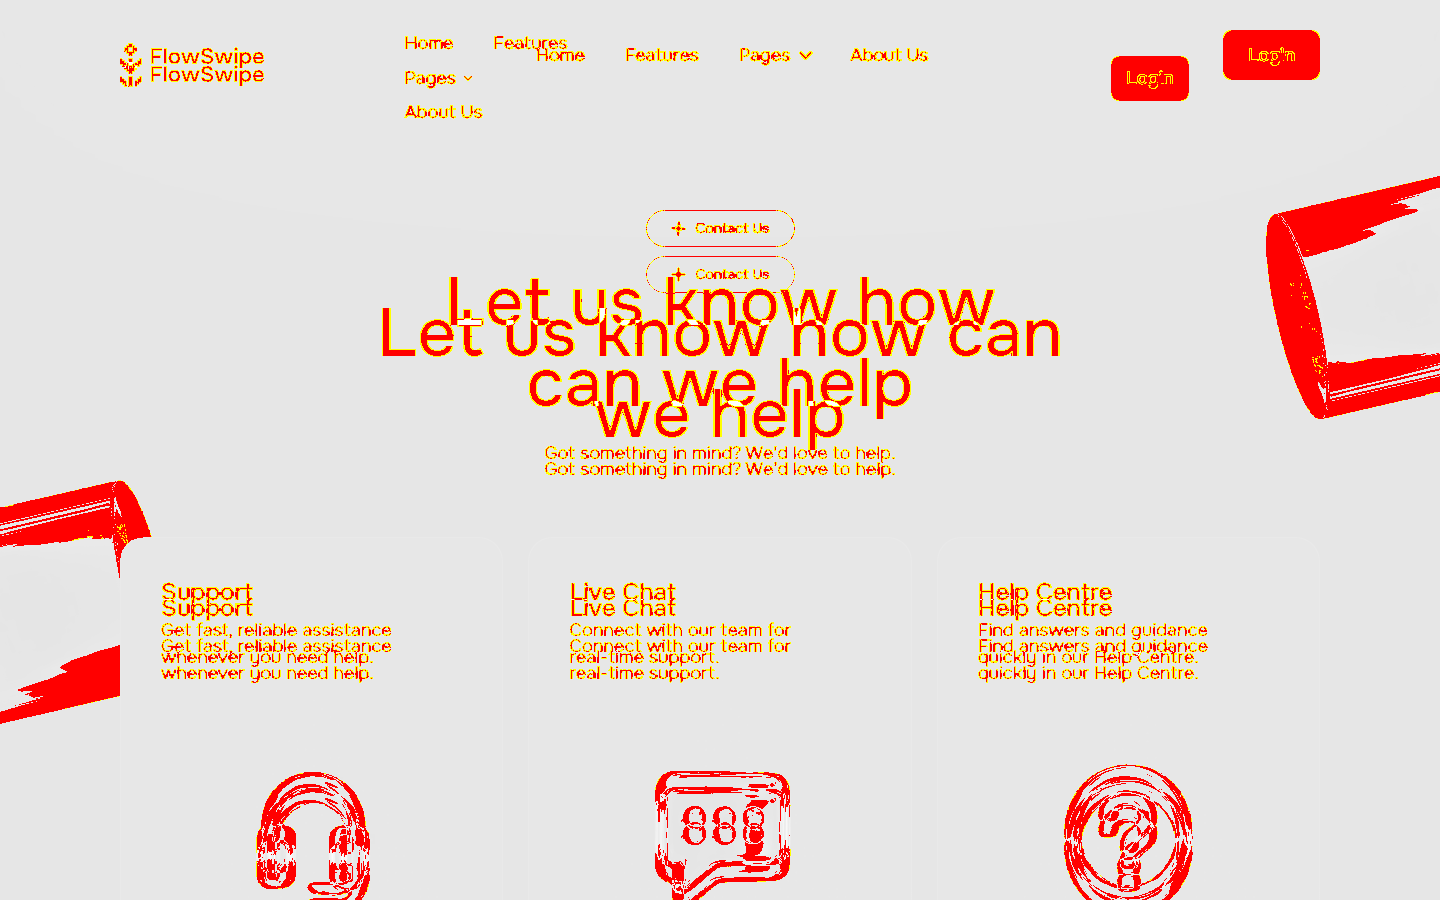 FlowSwipe
FlowSwipe
Home Features
Home Features Pages About Us
Pages
About Us
Login
Login
Contact Us
Contact Us
Let us know how
Let us know how can
can we help
we help
Got something in mind? We'd love to help.
Got something in mind? We'd love to help.
Support
Support
Get fast, reliable assistance
Get fast, reliable assistance
whenever you need help.
whenever you need help.
Live Chat
Live Chat
Connect with our team for
Connect with our team for
real-time support.
real-time support.
Help Centre
Help Centre
Find answers and guidance
Find answers and guidance
quickly in our Help Centre.
quickly in our Help Centre.